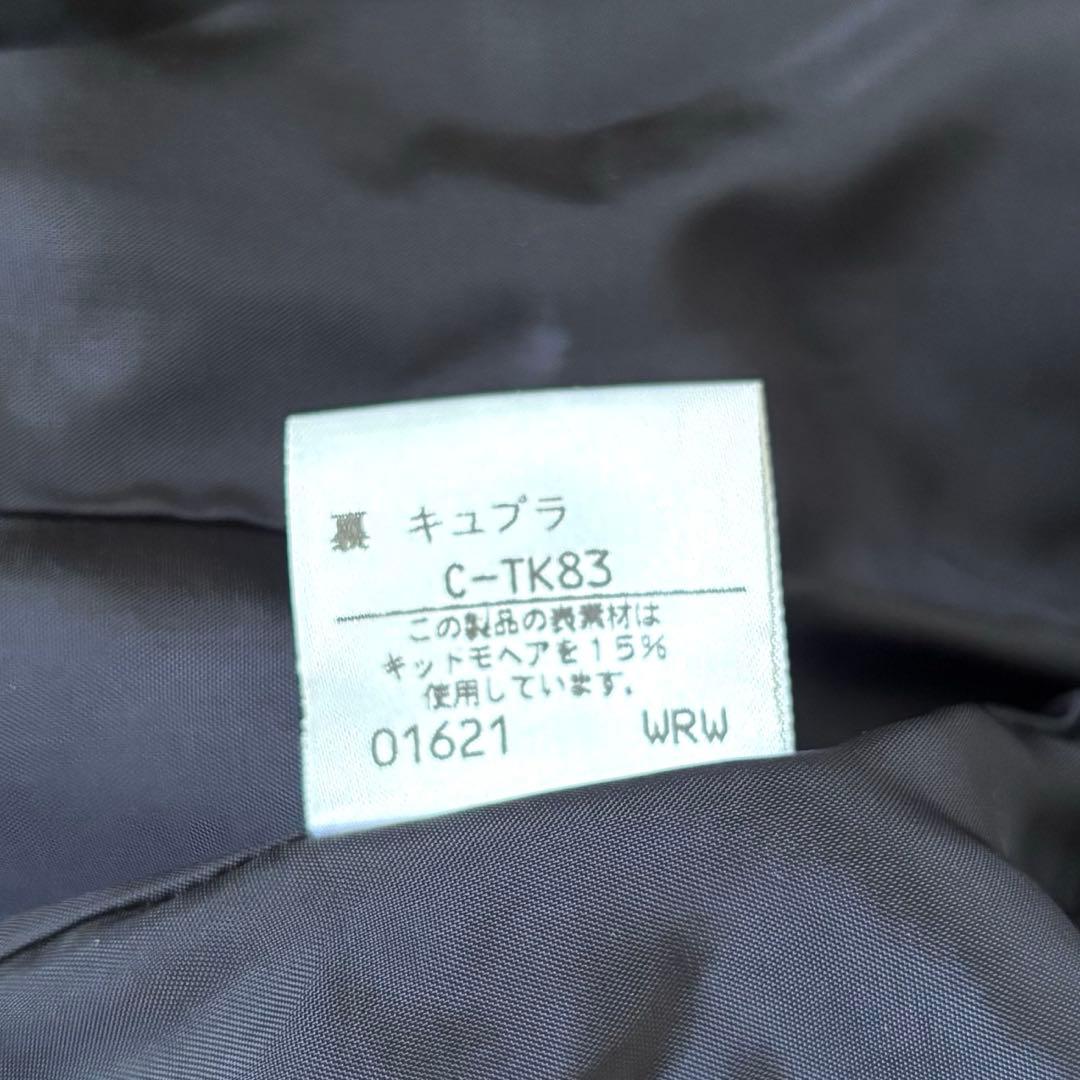 裏 キュプラ
C-TK83
この製品の表素材は
キットモヘアを15%
使用しています。
01621 WRW